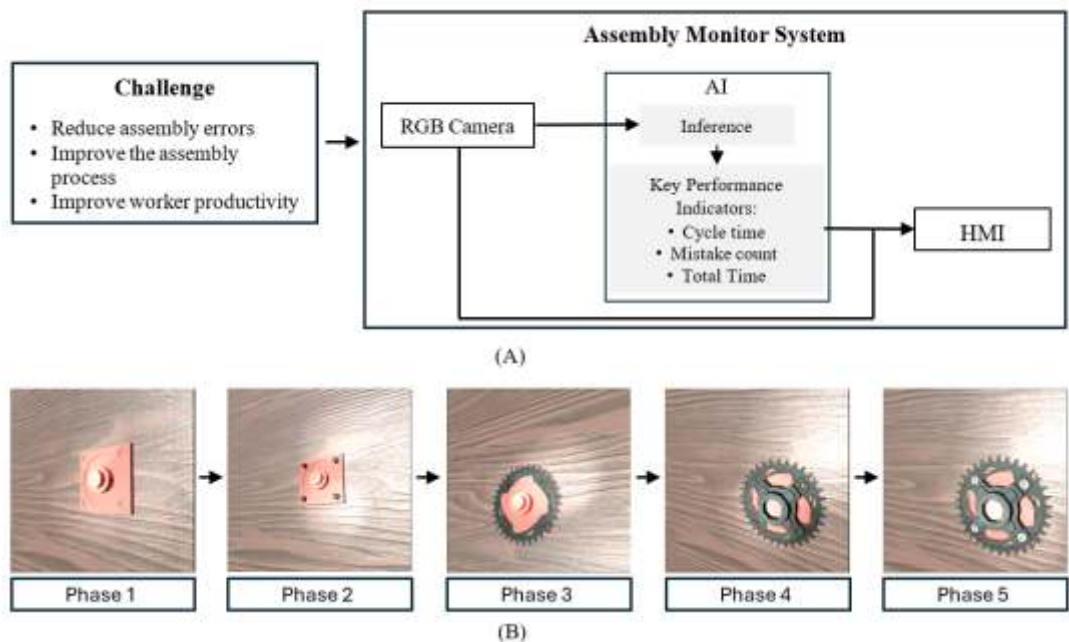 Assembly Monitor System
Challenge
• Reduce assembly errors
• Improve the assembly
process
• Improve worker productivity
RGB Camera
AI
Inference
Key Performance
Indicators:
• Cycle time
• Mistake count
• Total Time
HMI
(A)
Phase 1
Phase 2
Phase 3
Phase 4
Phase 5
(B)